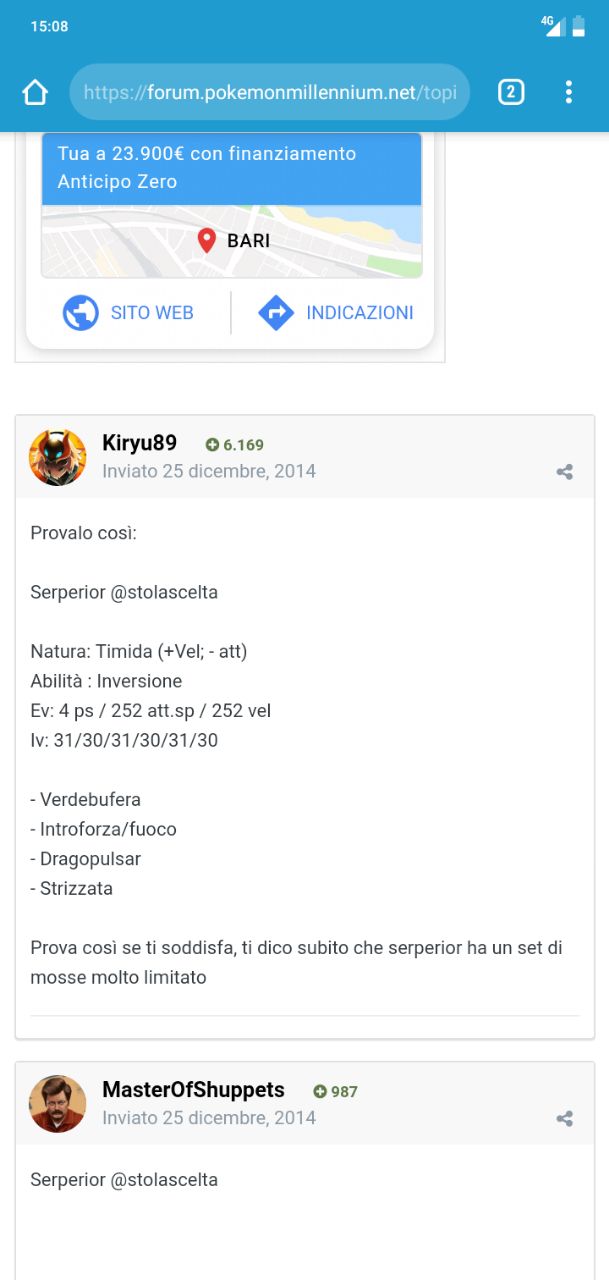 15:08
4G
https://forum.pokemonmillennium.net/topi
2
Tua a 23.900€ con finanziamento
Anticipo Zero
BARI
SITO WEB
INDICAZIONI
Kiryu89
6.169
Inviato 25 dicembre, 2014
Provalo così:
Serperior @stolascelta
Natura: Timida (+Vel; - att)
Abilità : Inversione
Ev: 4 ps / 252 att.sp / 252 vel
Iv: 31/30/31/30/31/30
- Verdebufera
- Introforza/fuoco
- Dragopulsar
- Strizzata
Prova così se ti soddisfa, ti dico subito che serperior ha un set di
mosse molto limitato
MasterOfShuppets
987
Inviato 25 dicembre, 2014
Serperior @stolascelta